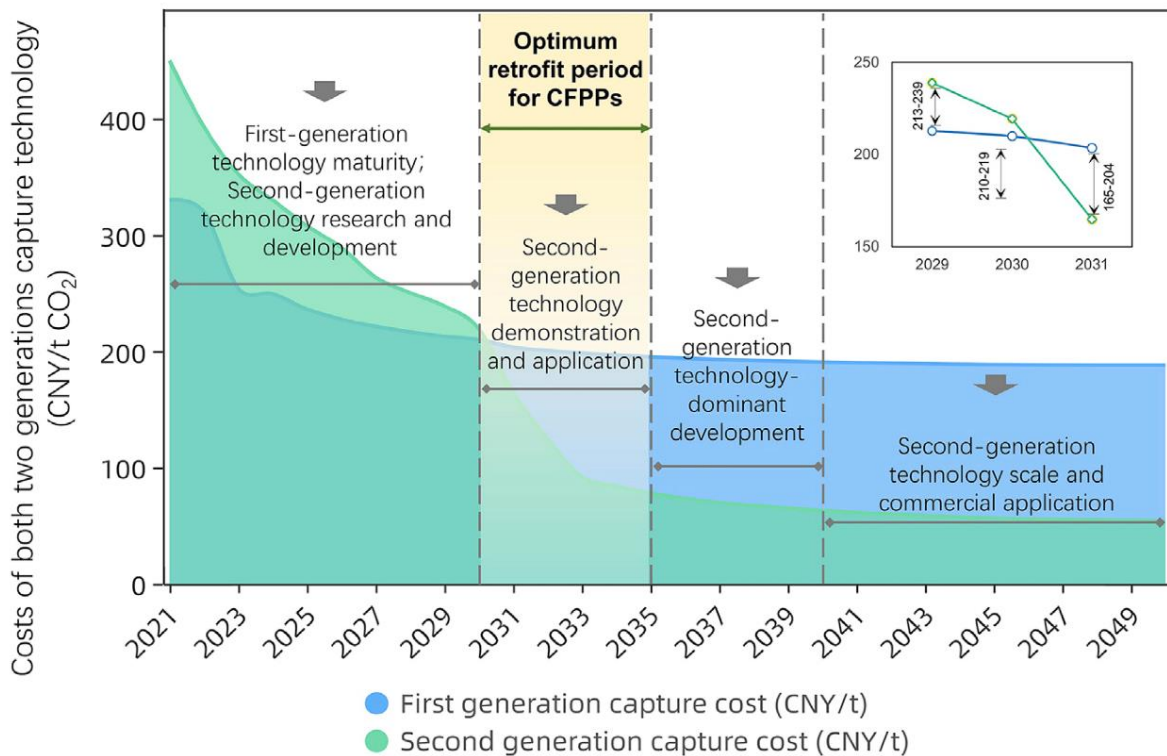 Costs of both two generations capture technology
(CNY/t CO₂)
400
300
200
100
0
First-generation
technology maturity;
Second-generation
technology research and
development
Optimum
retrofit period
for CFPPs
Second-
generation
technology
demonstration
and application
Second-
generation
technology-
dominant
development
Second-generation
technology scale and
commercial application
250
200
150
213-239
210-219
165-204
2029
2030
2031
2021
2023
2025
2027
2029
2031
2033
2035
2037
2039
2041
2043
2045
2047
2049
First generation capture cost (CNY/t)
Second generation capture cost (CNY/t)